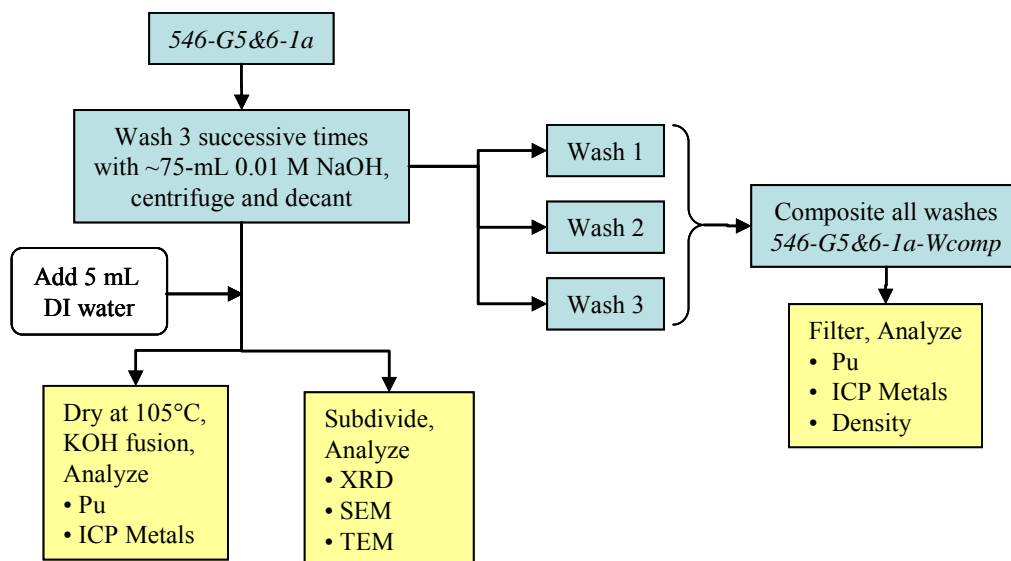 546-G5&6-1a
Wash 3 successive times
with ~75-mL 0.01 M NaOH,
centrifuge and decant
Wash 1
Wash 2
Wash 3
Composite all washes
546-G5&6-1a-Wcomp
Add 5 mL
DI water
Dry at 105°C,
KOH fusion,
Analyze
• Pu
• ICP Metals
Subdivide,
Analyze
• XRD
• SEM
• TEM
Filter, Analyze
• Pu
• ICP Metals
• Density